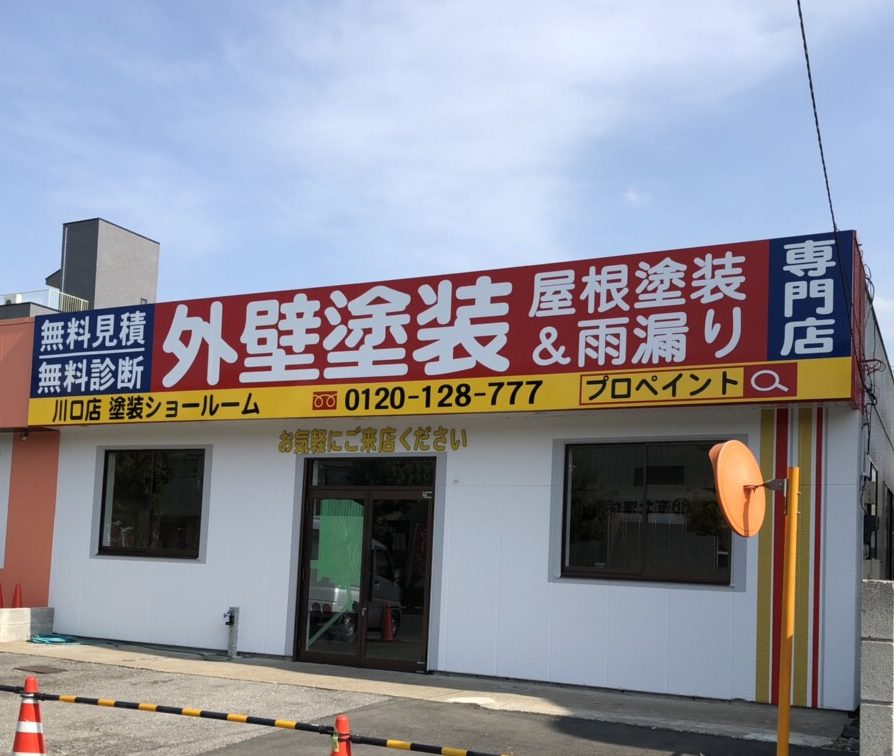 無料見積
無料診断
外壁塗装
屋根塗装
&雨漏り
専門店
川口店 塗装ショールーム
0120-128-777
プロペイント
お気軽にご来店ください